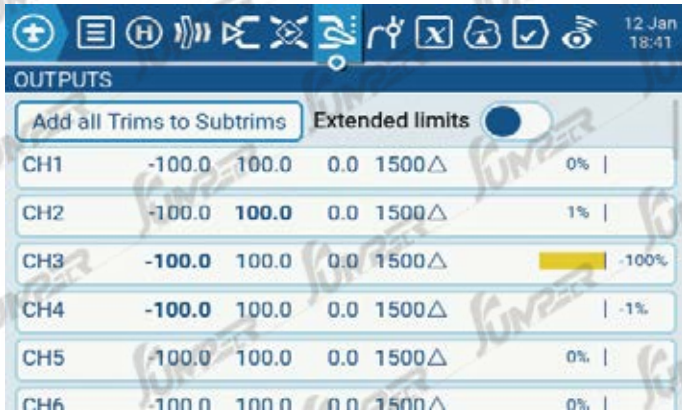 12 Jan
18:41
OUTPUTS
Add all Trims to Subtrims Extended limits
CH1 -100.0 100.0 0.0 1500△ 0%
CH2 -100.0 100.0 0.0 1500△ 1%
CH3 -100.0 100.0 0.0 1500△ -100%
CH4 -100.0 100.0 0.0 1500△ -1%
CH5 -100.0 100.0 0.0 1500△ 0%
CH6 -100.0 100.0 0.0 1500△ 0%
JUMPER